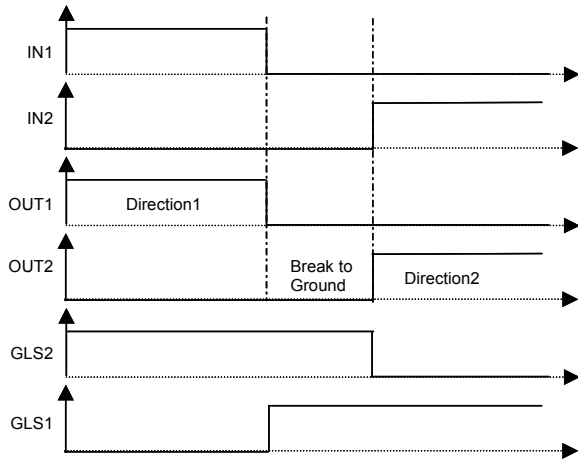 IN1
IN2
OUT1
Direction1
OUT2
Break to
Ground
Direction2
GLS2
GLS1